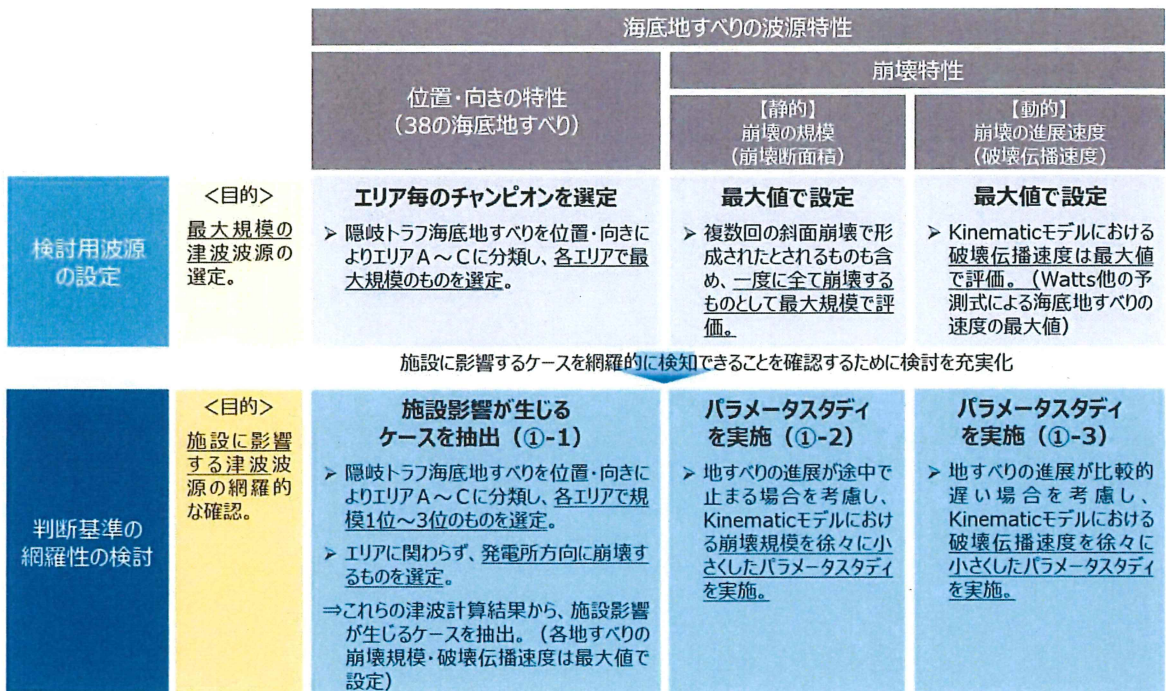 海底地すべりの波源特性
位置・向きの特性
(38の海底地すべり)
崩壊特性
【静的】
崩壊の規模
(崩壊断面積)
【動的】
崩壊の進展速度
(破壊伝播速度)
検討用波源
の設定
<目的>
最大規模の
津波波源の
選定。
エリア毎のチャンピオンを選定
➢ 隠岐トラフ海底地すべりを位置・向きに
よりエリアA～Cに分類し、各エリアで最
大規模のものを選定。
最大値で設定
➢ 複数回の斜面崩壊で形
成されたとされるものも含
め、一度に全て崩壊する
ものとして最大規模で評
価。
最大値で設定
➢ Kinematicモデルにおける
破壊伝播速度は最大値
で評価。(Watts他の予
測式による海底地すべりの
速度の最大値)
施設に影響するケースを網羅的に検知できることを確認するために検討を充実化
判断基準の
網羅性の検討
<目的>
施設に影響
する津波波
源の網羅的
な確認。
施設影響が生じる
ケースを抽出(①-1)
➢ 隠岐トラフ海底地すべりを位置・向きに
よりエリアA～Cに分類し、各エリアで規
模1位～3位のものを選定。
➢ エリアに関わらず、発電所方向に崩壊す
るものを選定。
⇒これらの津波計算結果から、施設影響
が生じるケースを抽出。(各地すべりの
崩壊規模・破壊伝播速度は最大値で
設定)
パラメータスタディ
を実施(①-2)
➢ 地すべりの進展が途中で
止まる場合を考慮し、
Kinematicモデルにおけ
る崩壊規模を徐々に小
さくしたパラメータスタディ
を実施。
パラメータスタディ
を実施(①-3)
➢ 地すべりの進展が比較的
遅い場合を考慮し、
Kinematicモデルにおける
破壊伝播速度を徐々に
小さくしたパラメータスタディ
を実施。